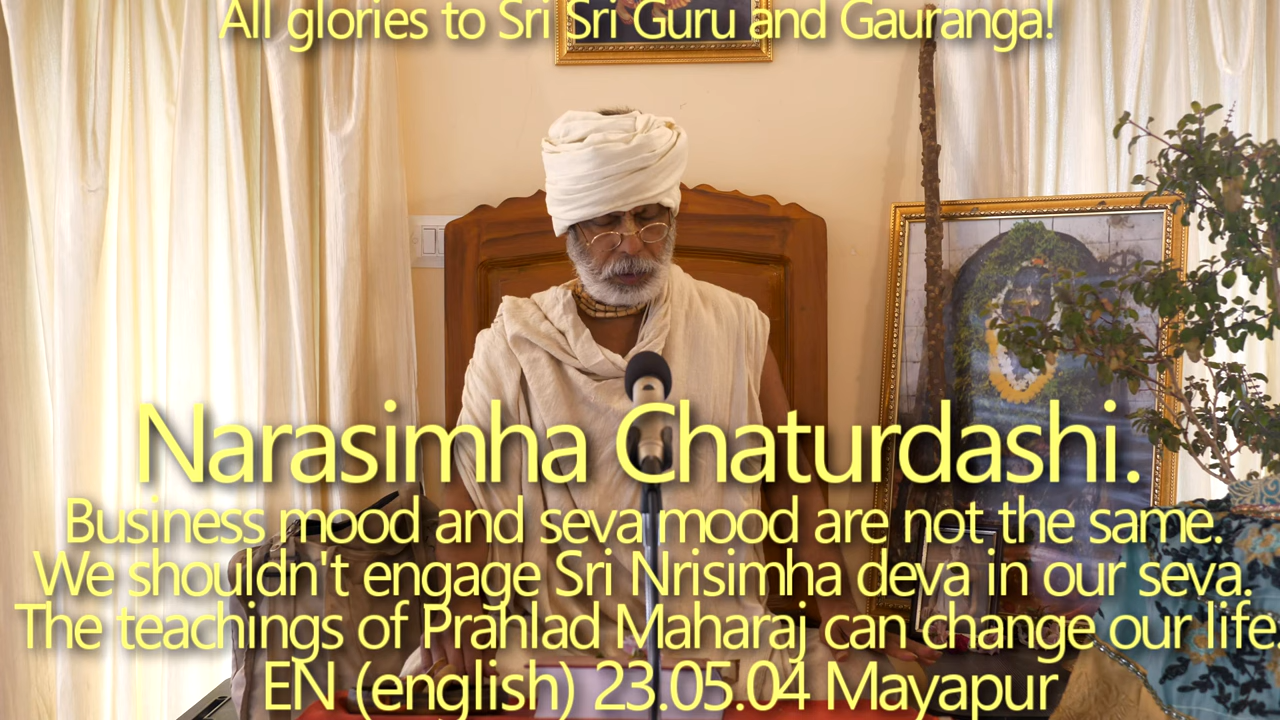 All glories to Sri Sri Guru and Gauranga!
Narasimha Chaturdashi.
Business mood and seva mood are not the same.
We shouldn't engage Sri Nrisimha deva in our seva.
The teachings of Prahlad Maharaj can change our life.
EN (english) 23.05.04 Mayapur